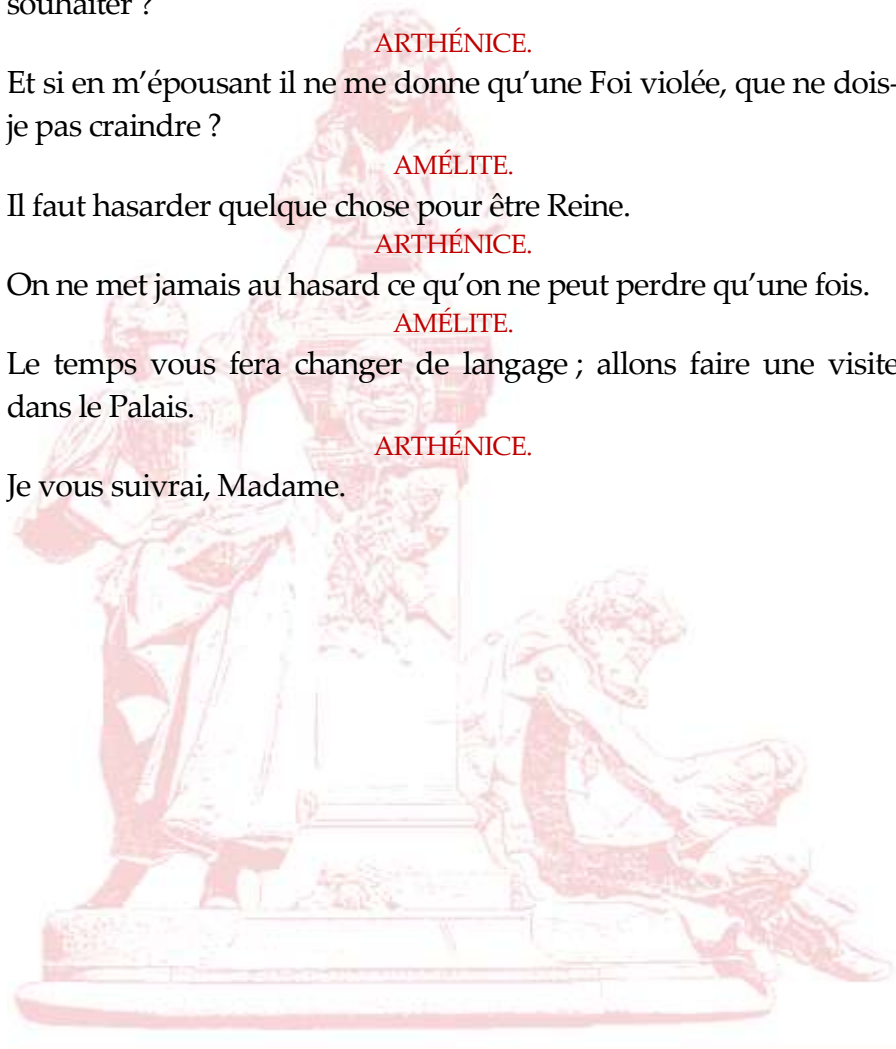 souhaiter ?
ARTHÉNICE.
Et si en m’épousant il ne me donne qu’une Foi violée, que ne dois-
je pas craindre ?
AMÉLITE.
Il faut hasarder quelque chose pour être Reine.
ARTHÉNICE.
On ne met jamais au hasard ce qu’on ne peut perdre qu’une fois.
AMÉLITE.
Le temps vous fera changer de langage ; allons faire une visite
dans le Palais.
ARTHÉNICE.
Je vous suivrai, Madame.